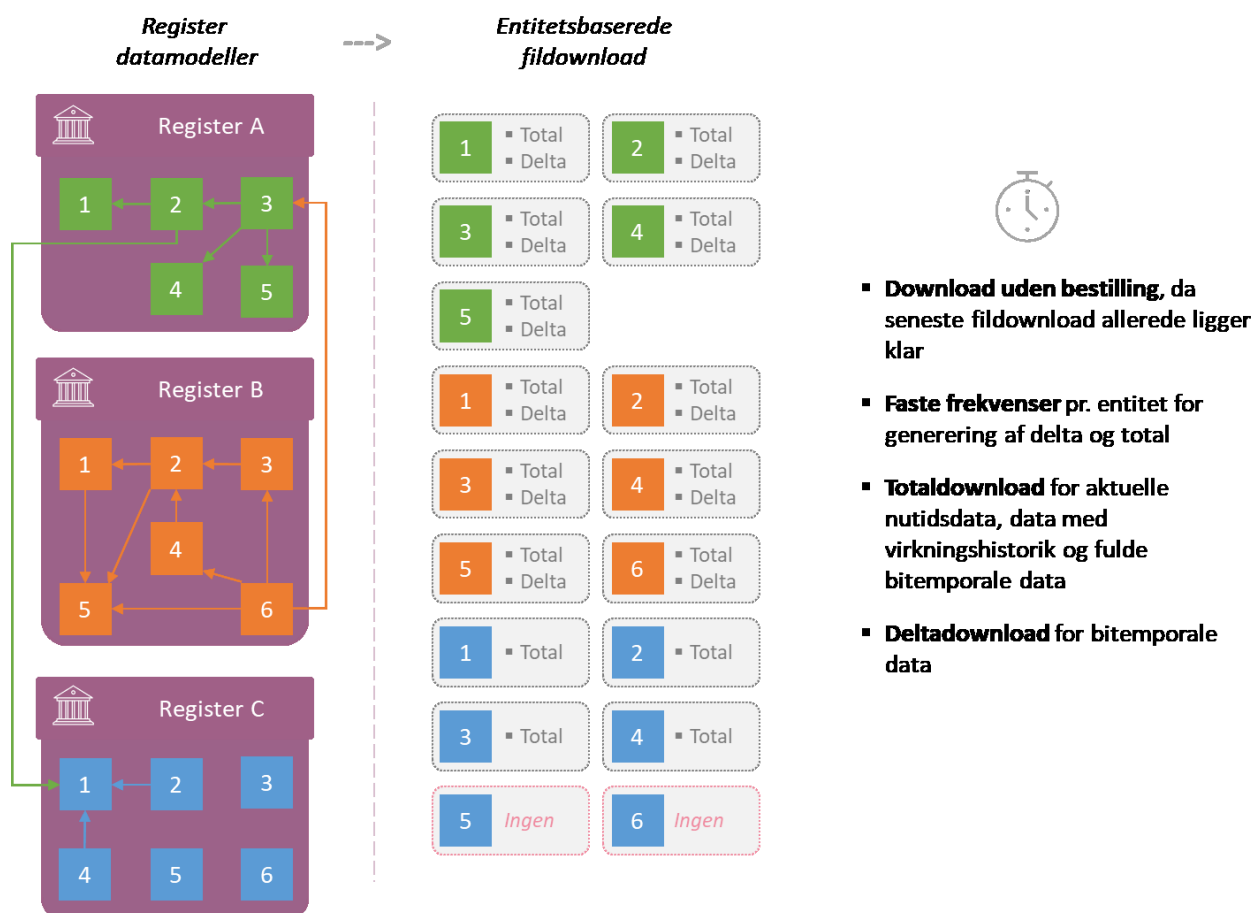 Register
datamodeller
--->
Entitetsbaserede
fildownload
Register A
1
2
3
4
5
Register B
1
2
3
4
5
6
Register C
1
2
3
4
5
6
1
▪ Total
▪ Delta
2
▪ Total
▪ Delta
3
▪ Total
▪ Delta
4
▪ Total
▪ Delta
5
▪ Total
▪ Delta
1
▪ Total
▪ Delta
2
▪ Total
▪ Delta
3
▪ Total
▪ Delta
4
▪ Total
▪ Delta
5
▪ Total
▪ Delta
6
▪ Total
▪ Delta
1
▪ Total
2
▪ Total
3
▪ Total
4
▪ Total
5
Ingen
6
Ingen
▪ Download uden bestilling, da
seneste fildownload allerede ligger
klar
▪ Faste frekvenser pr. entitet for
generering af delta og total
▪ Totaldownload for aktuelle
nutidsdata, data med
virkningshistorik og fulde
bitemporale data
▪ Deltadownload for bitemporale
data